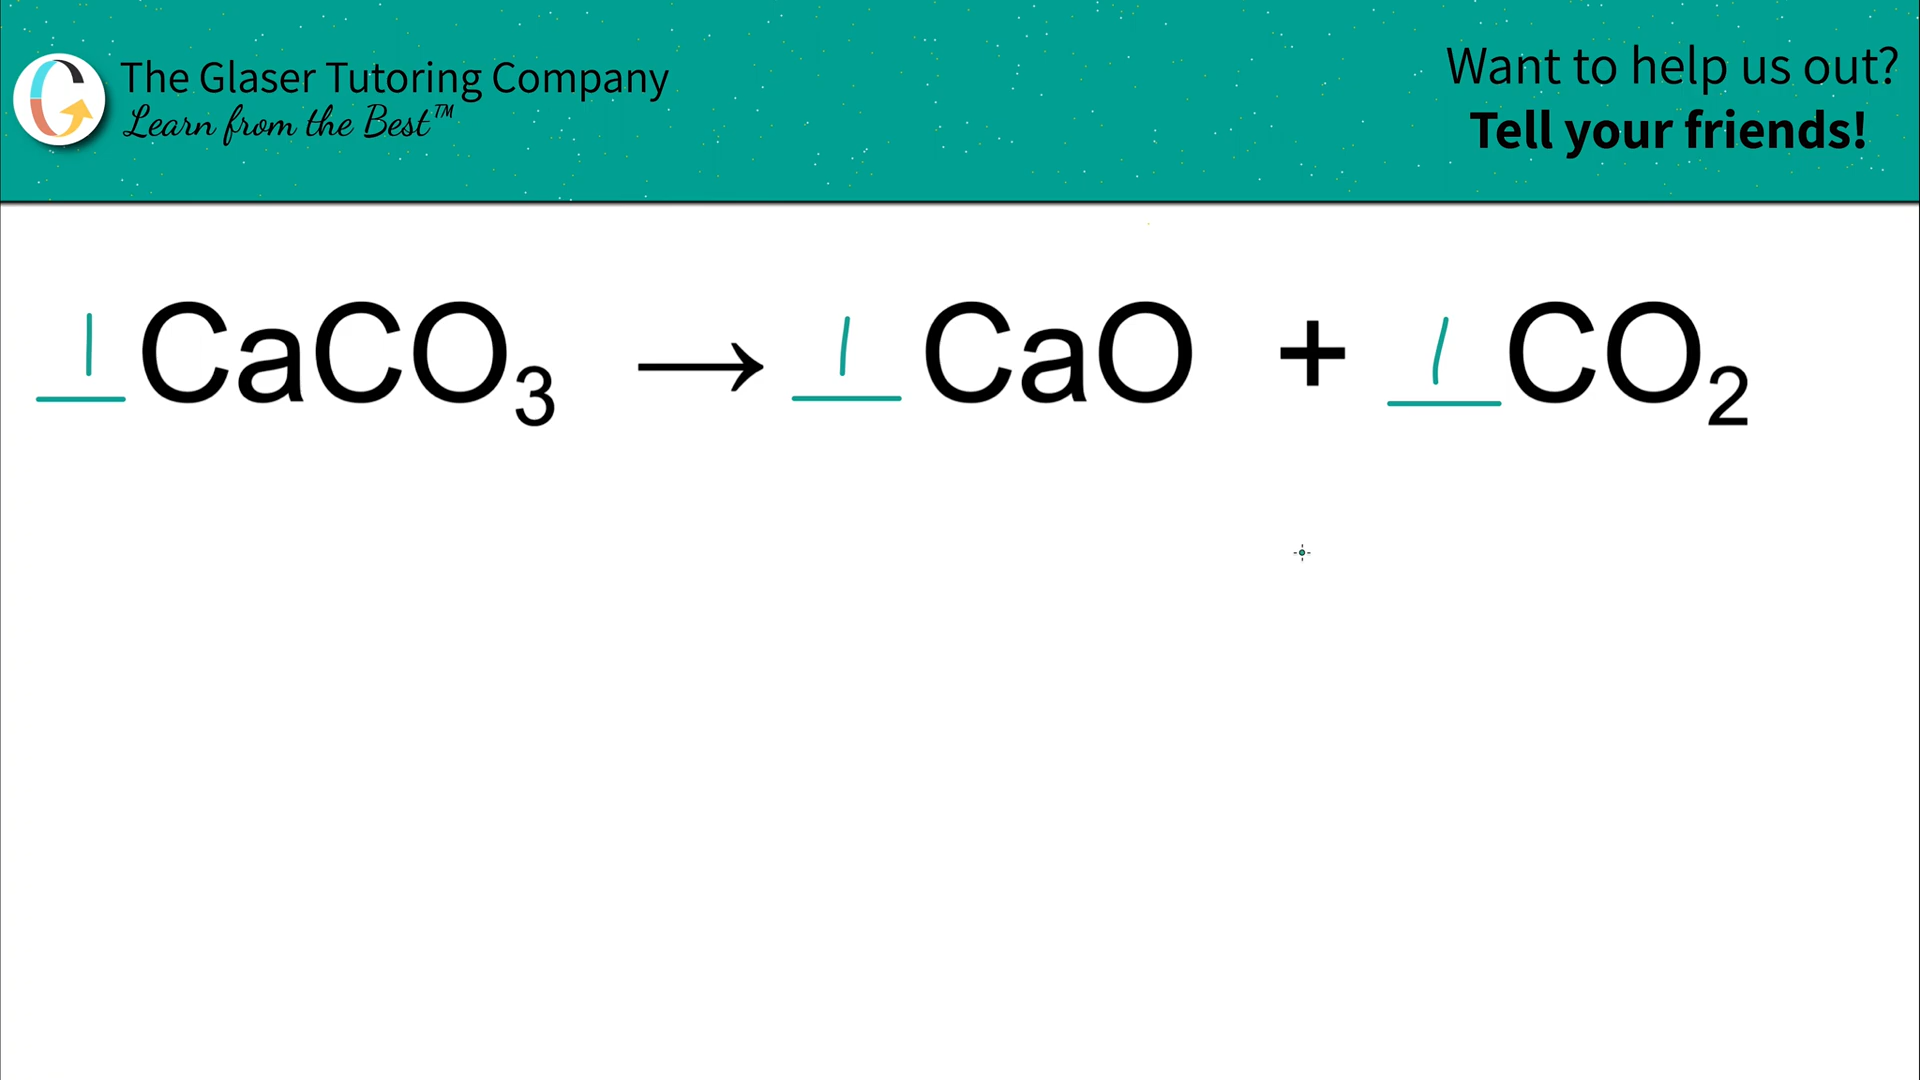 The Glaser Tutoring Company
Learn from the Best™
Want to help us out?
Tell your friends!
1 CaCO₃ → 1 CaO + 1 CO₂